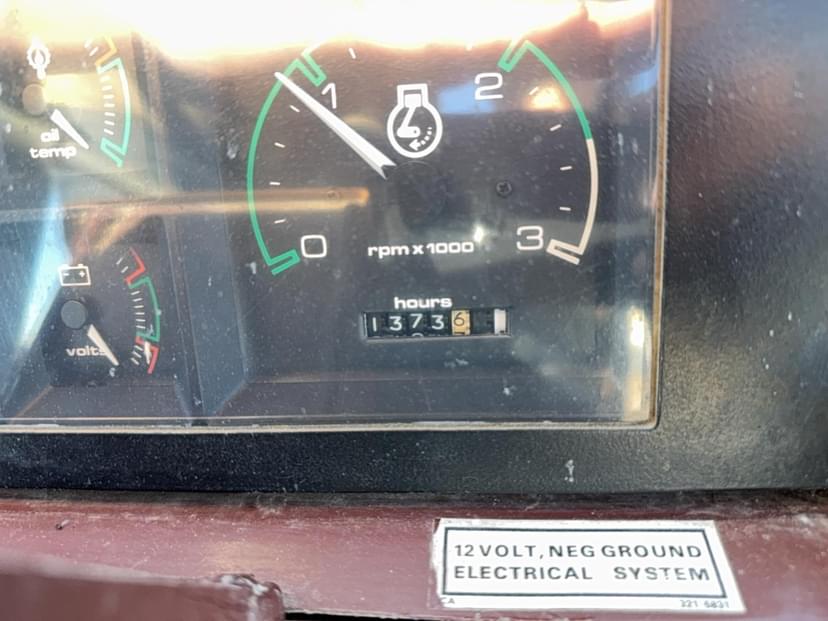 oil
temp
1
2
0
rpm x 1000
3
hours
13736
volts
12 VOLT, NEG GROUND
ELECTRICAL SYSTEM